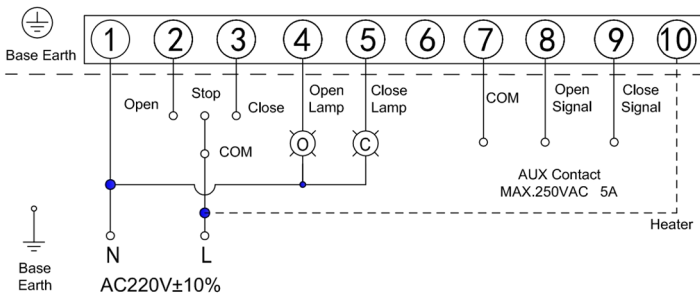 1 2 3 4 5 6 7 8 9 10
Base Earth
Open
Stop
Close
Open
Lamp
Close
Lamp
COM
Open
Signal
Close
Signal
O
C
COM
AUX Contact
MAX.250VAC 5A
Heater
Base
Earth
N
L
AC220V±10%